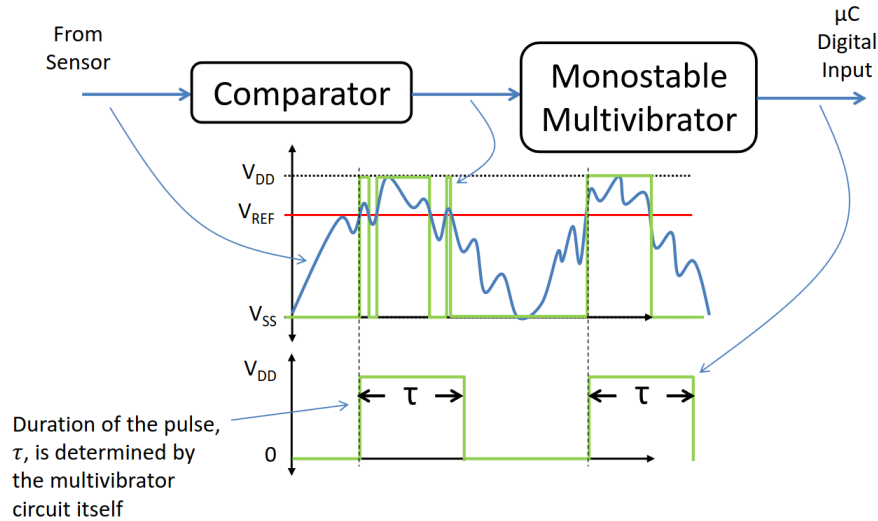 From
Sensor
Comparator
Monostable
Multivibrator
μC
Digital
Input
V_DD
V_REF
V_SS
V_DD
τ
τ
0
Duration of the pulse,
τ, is determined by
the multivibrator
circuit itself